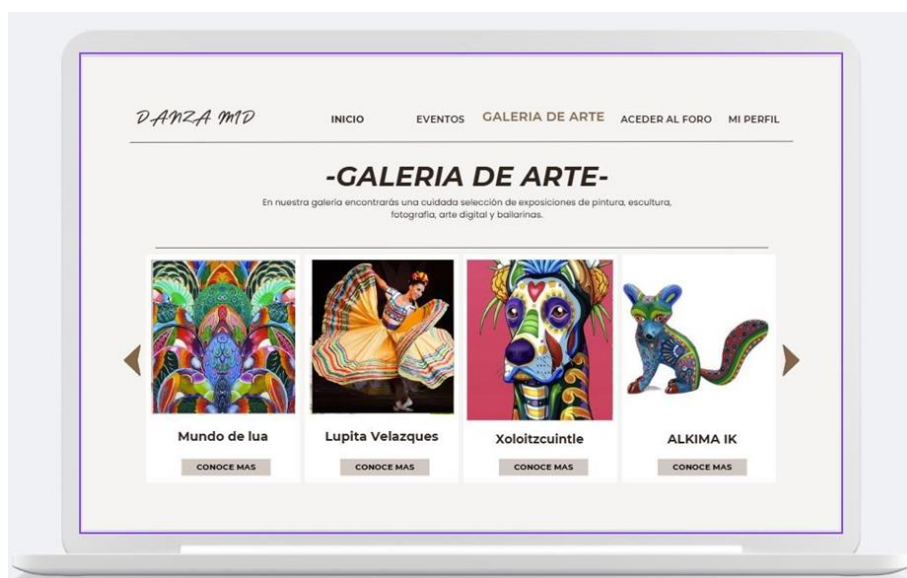 DANZA MD
INICIO EVENTOS GALERIA DE ARTE ACEDER AL FORO MI PERFIL
-GALERIA DE ARTE-
En nuestra galería encontrarás una cuidada selección de exposiciones de pintura, escultura,
fotografía, arte digital y bailarinas.
Mundo de lua
CONOCE MAS
Lupita Velazques
CONOCE MAS
Xoloitzcuintle
CONOCE MAS
ALKIMA IK
CONOCE MAS